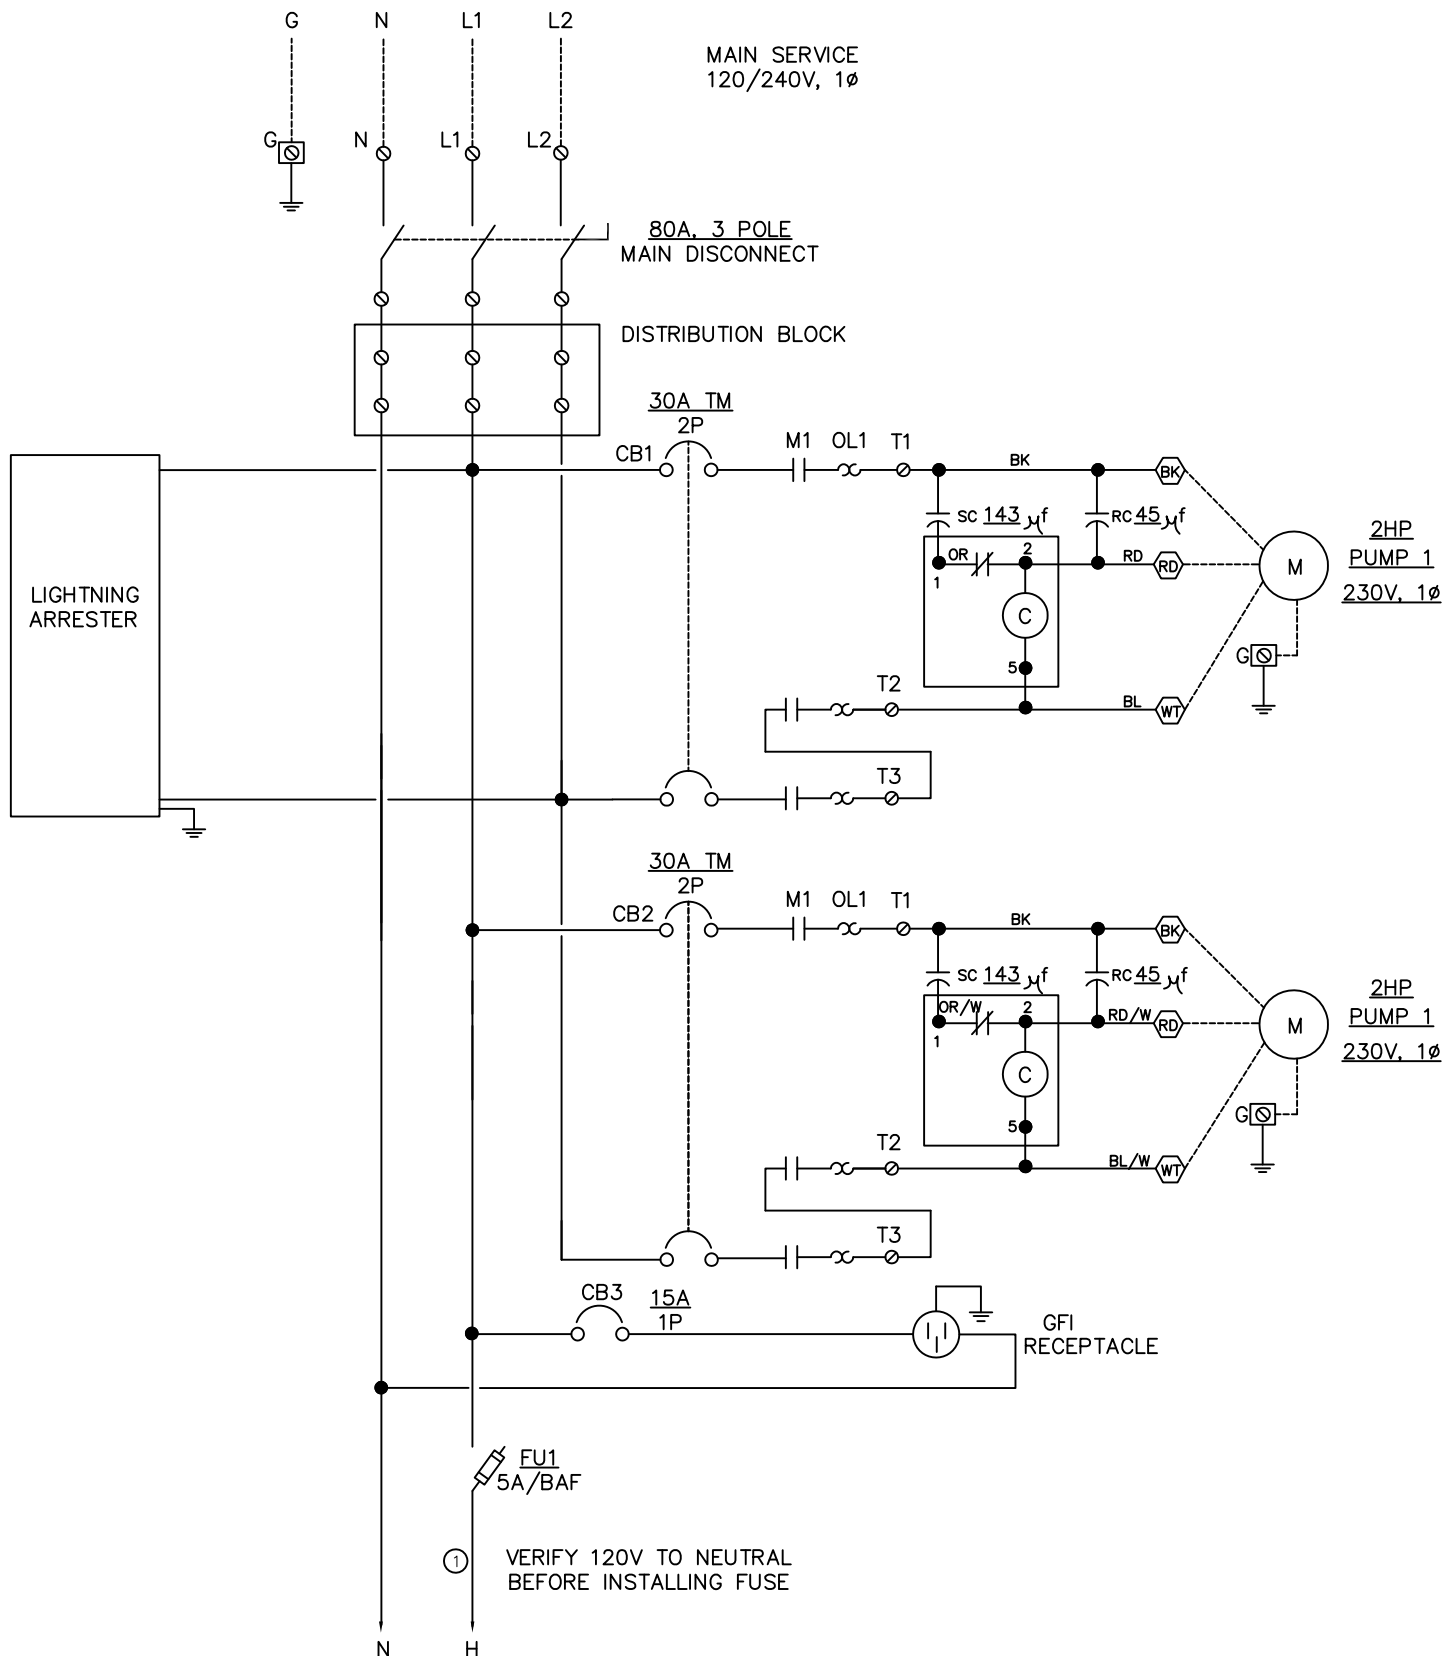 G N L1 L2
MAIN SERVICE
120/240V, 1ø
G N L1 L2
80A, 3 POLE
MAIN DISCONNECT
DISTRIBUTION BLOCK
30A TM
2P
CB1
M1 OL1 T1
BK
BK
SC 143 µf
RC 45 µf
OR
1
2
RD
RD
C
5
M
2HP
PUMP 1
230V, 1ø
G
LIGHTNING
ARRESTER
T2
BL
WT
T3
30A TM
2P
CB2
M1 OL1 T1
BK
BK
SC 143 µf
RC 45 µf
OR/W
1
2
RD/W
RD
C
5
M
2HP
PUMP 1
230V, 1ø
G
T2
BL/W
WT
T3
CB3
15A
1P
GFI
RECEPTACLE
FU1
5A/BAF
1
VERIFY 120V TO NEUTRAL
BEFORE INSTALLING FUSE
N H